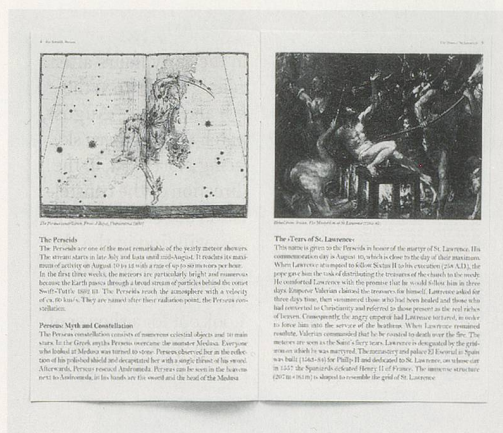 The Perseids
The Perseids are one of the most remarkable of the yearly meteor showers.
The stream starts in late July and lasts until mid-August. It reaches its maxi-
mum of activity on August 10 to 12 with a rate of up to 60 meteors per hour.
In the first three weeks, the meteors are particularly bright and numerous
because the Earth passes through a broad stream of particles behind the comet
Swift-Tuttle The Perseids reach the atmosphere with a velocity
of ca. 60 km/s. They are named after their radiation point, the Perseus con-
stellation.
Perseus: Myth and Constellation
The Perseus constellation consists of numerous celestial objects and main
stars. In the Greek myths Perseus overcame the monster Medusa. Everyone
who looked at Medusa was turned to stone. Perseus observed her in the reflec-
tion of his polished shield and decapitated her with a single thrust of his sword.
Afterwards, Perseus rescued Andromeda. Perseus can be seen in the heavens
next to Andromeda, in his hands are his sword and the head of the Medusa.
The »Tears of St. Lawrence«
This name is given to the Perseids in honor of the martyr of St. Lawrence. His
commemoration day is August 10, which is close to the day of their maximum.
When Lawrence attempted to follow Sixtus II to his execution (258 A.D.), the
pope gave him the task of distributing the treasures of the church to the needy.
He comforted Lawrence with the promise that he would follow him in three
days. Emperor Valerian claimed the treasures for himself. Lawrence asked for
three days time, then summoned those who had been healed and those who
had converted to Christianity and referred to those present as the real riches
of heaven. Consequently, the angry emperor had Lawrence tortured, in order
to force him into the service of the heathens. When Lawrence remained
resolute, Valerian commanded that he be roasted to death over the fire. The
meteors are seen as the Saint's fiery tears. Lawrence is designated by the grid-
iron on which he was martyred. The monastery and palace El Escorial in Spain
was built (1563–84) for Philip II and dedicated to St. Lawrence, on whose day
in 1557 the Spaniards defeated Henry II of France. The immense structure
is shaped to resemble the grid of St. Lawrence.